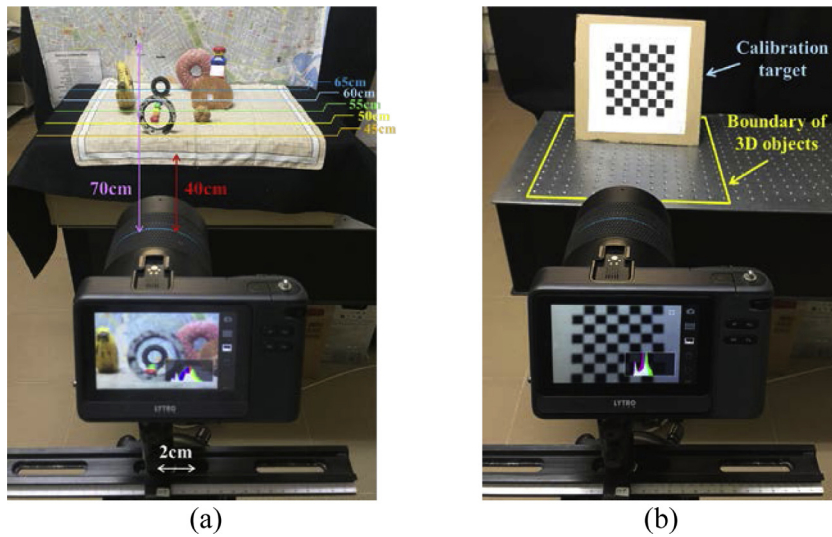 65cm
60cm
55cm
50cm
45cm
70cm
40cm
LYTRO
2cm
(a)
Calibration
target
Boundary of
3D objects
LYTRO
(b)